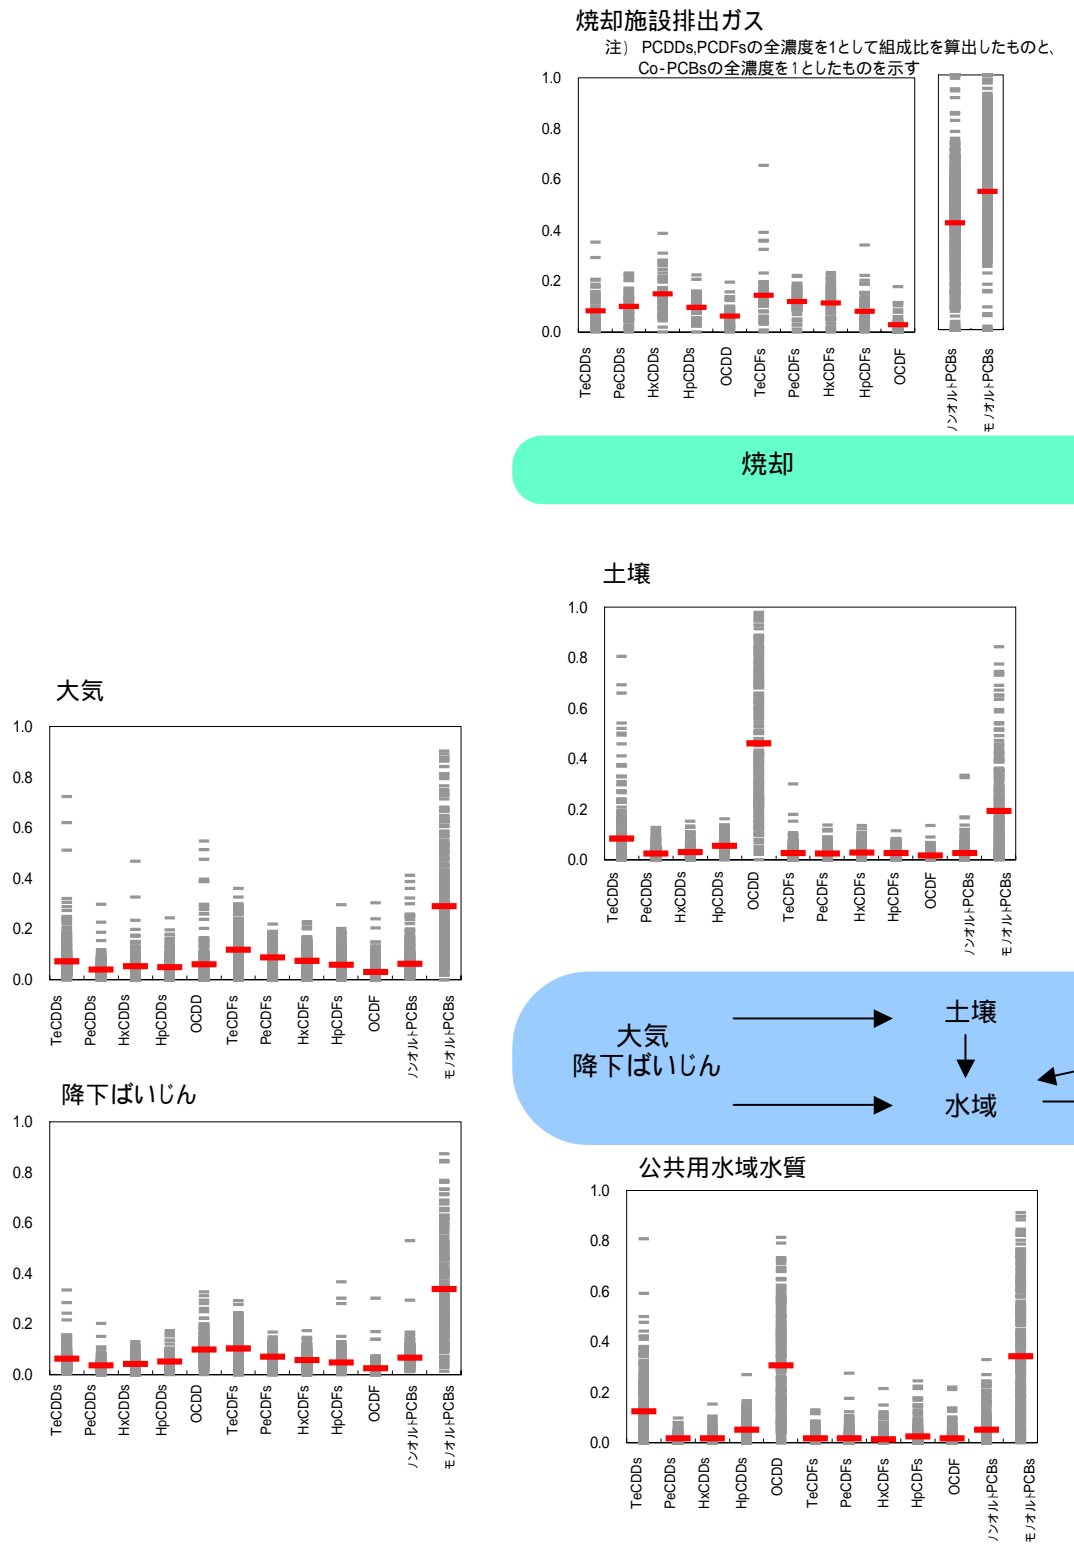 焼却施設排出ガス
注） PCDDs,PCDFsの全濃度を1として組成比を算出したものと、
Co-PCBsの全濃度を1としたものを示す
1.0
0.8
0.6
0.4
0.2
0.0
TeCDDs
PeCDDs
HxCDDs
HpCDDs
OCDD
TeCDFs
PeCDFs
HxCDFs
HpCDFs
OCDF
ノンオルトPCBs
モノオルトPCBs
焼却
土壌
1.0
0.8
0.6
0.4
0.2
0.0
TeCDDs
PeCDDs
HxCDDs
HpCDDs
OCDD
TeCDFs
PeCDFs
HxCDFs
HpCDFs
OCDF
ノンオルトPCBs
モノオルトPCBs
大気
1.0
0.8
0.6
0.4
0.2
0.0
TeCDDs
PeCDDs
HxCDDs
HpCDDs
OCDD
TeCDFs
PeCDFs
HxCDFs
HpCDFs
OCDF
ノンオルトPCBs
モノオルトPCBs
大気
降下ばいじん
土壌
水域
降下ばいじん
1.0
0.8
0.6
0.4
0.2
0.0
TeCDDs
PeCDDs
HxCDDs
HpCDDs
OCDD
TeCDFs
PeCDFs
HxCDFs
HpCDFs
OCDF
ノンオルトPCBs
モノオルトPCBs
公共用水域水質
1.0
0.8
0.6
0.4
0.2
0.0
TeCDDs
PeCDDs
HxCDDs
HpCDDs
OCDD
TeCDFs
PeCDFs
HxCDFs
HpCDFs
OCDF
ノンオルトPCBs
モノオルトPCBs